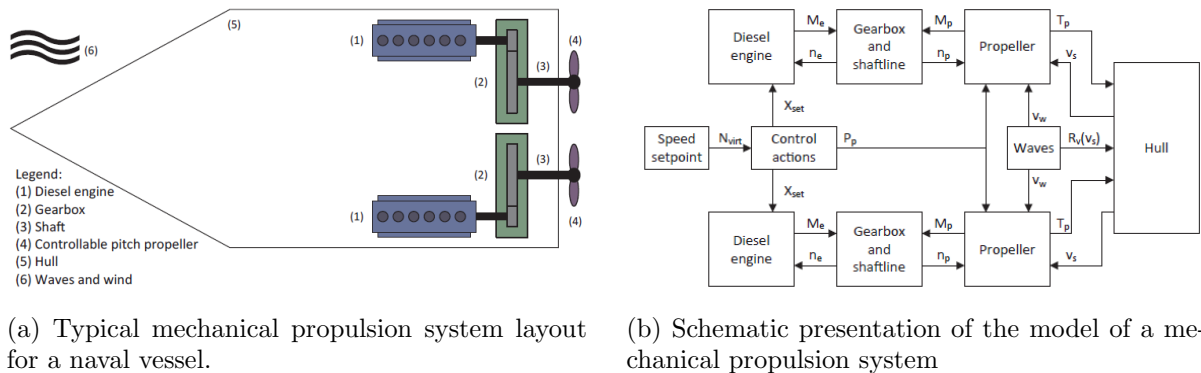 (5)
(6)
(1)
(4)
(2)
(3)
(3)
(2)
(1)
(4)
Legend:
(1) Diesel engine
(2) Gearbox
(3) Shaft
(4) Controllable pitch propeller
(5) Hull
(6) Waves and wind
Diesel
engine
Me
ne
Gearbox
and
shaftline
Mp
np
Propeller
Tp
vs
Xset
vw
Speed
setpoint
Nvirt
Control
actions
Pp
Waves
Rv(vs)
Hull
Xset
vw
Diesel
engine
Me
ne
Gearbox
and
shaftline
Mp
np
Propeller
Tp
vs
(a) Typical mechanical propulsion system layout
for a naval vessel.
(b) Schematic presentation of the model of a me-
chanical propulsion system